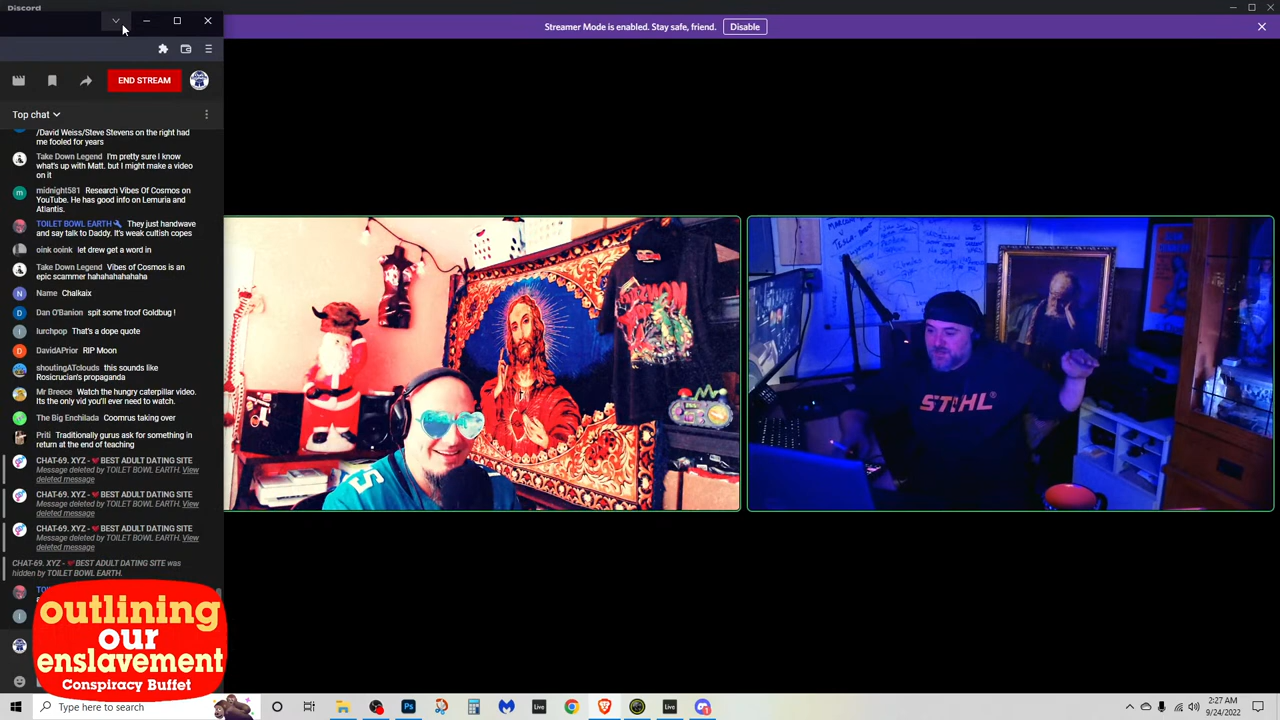 Discord
Streamer Mode is enabled. Stay safe, friend.
Disable
END STREAM
Top chat
/David Weiss/Steve Stevens on the right had
me fooled for years
Take Down Legend I'm pretty sure I know
what's up with Matt. but I might make a video
on it
midnight581 Research Vibes Of Cosmos on
YouTube. He has good info on Lemuria and
Atlantis.
TOILET BOWL EARTH They just handwave
and say talk to Daddy. It's weak cultish copes
oink oink let drew get a word in
Take Down Legend Vibes of Cosmos is an
epic scammer hahahahahaha
N
Name Chalkaix
Dan O'Banion spit some troof Goldbug !
lurchpop That's a dope quote
DavidAPrior RIP Moon
shoutingATclouds this sounds like
Rosicrucian's propaganda
Mr Breece Watch the hungry caterpillar video.
Its the only vid you'll ever need to watch.
The Big Enchilada Coomrus taking over
Priti Traditionally gurus ask for something in
return at the end of teaching
CHAT-69. XYZ - BEST ADULT DATING SITE
Message deleted by TOILET BOWL EARTH. View
deleted message
CHAT-69. XYZ - BEST ADULT DATING SITE
Message deleted by TOILET BOWL EARTH. View
deleted message
CHAT-69. XYZ - BEST ADULT DATING SITE
Message deleted by TOILET BOWL EARTH. View
deleted message
CHAT-69. XYZ - BEST ADULT DATING SITE was
hidden by TOILET BOWL EARTH.
outlining
our
enslavement
Conspiracy Buffet
STIHL
Type here to search
Live
Live
2:27 AM
9/24/2022